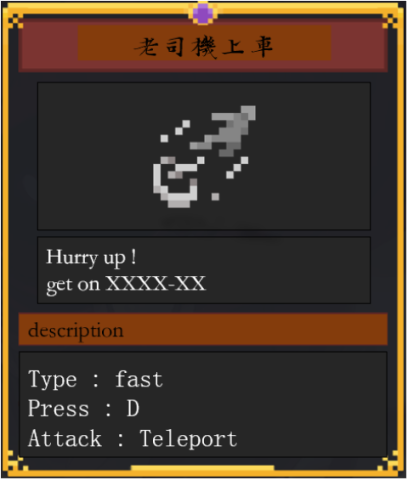 老司機上車
Hurry up !
get on XXXX-XX
description
Type : fast
Press : D
Attack : Teleport